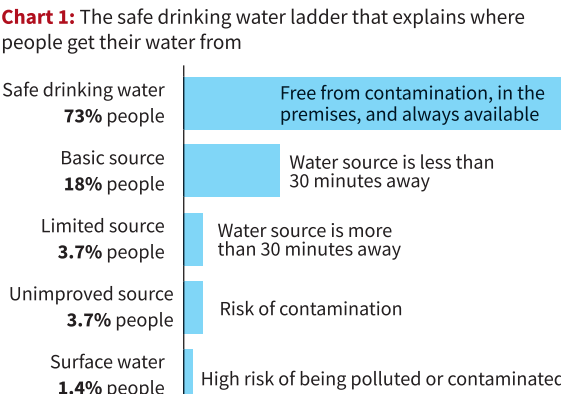 Chart 1: The safe drinking water ladder that explains where
people get their water from
Safe drinking water
73% people
Free from contamination, in the
premises, and always available
Basic source
18% people
Water source is less than
30 minutes away
Limited source
3.7% people
Water source is more
than 30 minutes away
Unimproved source
3.7% people
Risk of contamination
Surface water
1.4% people
High risk of being polluted or contaminated